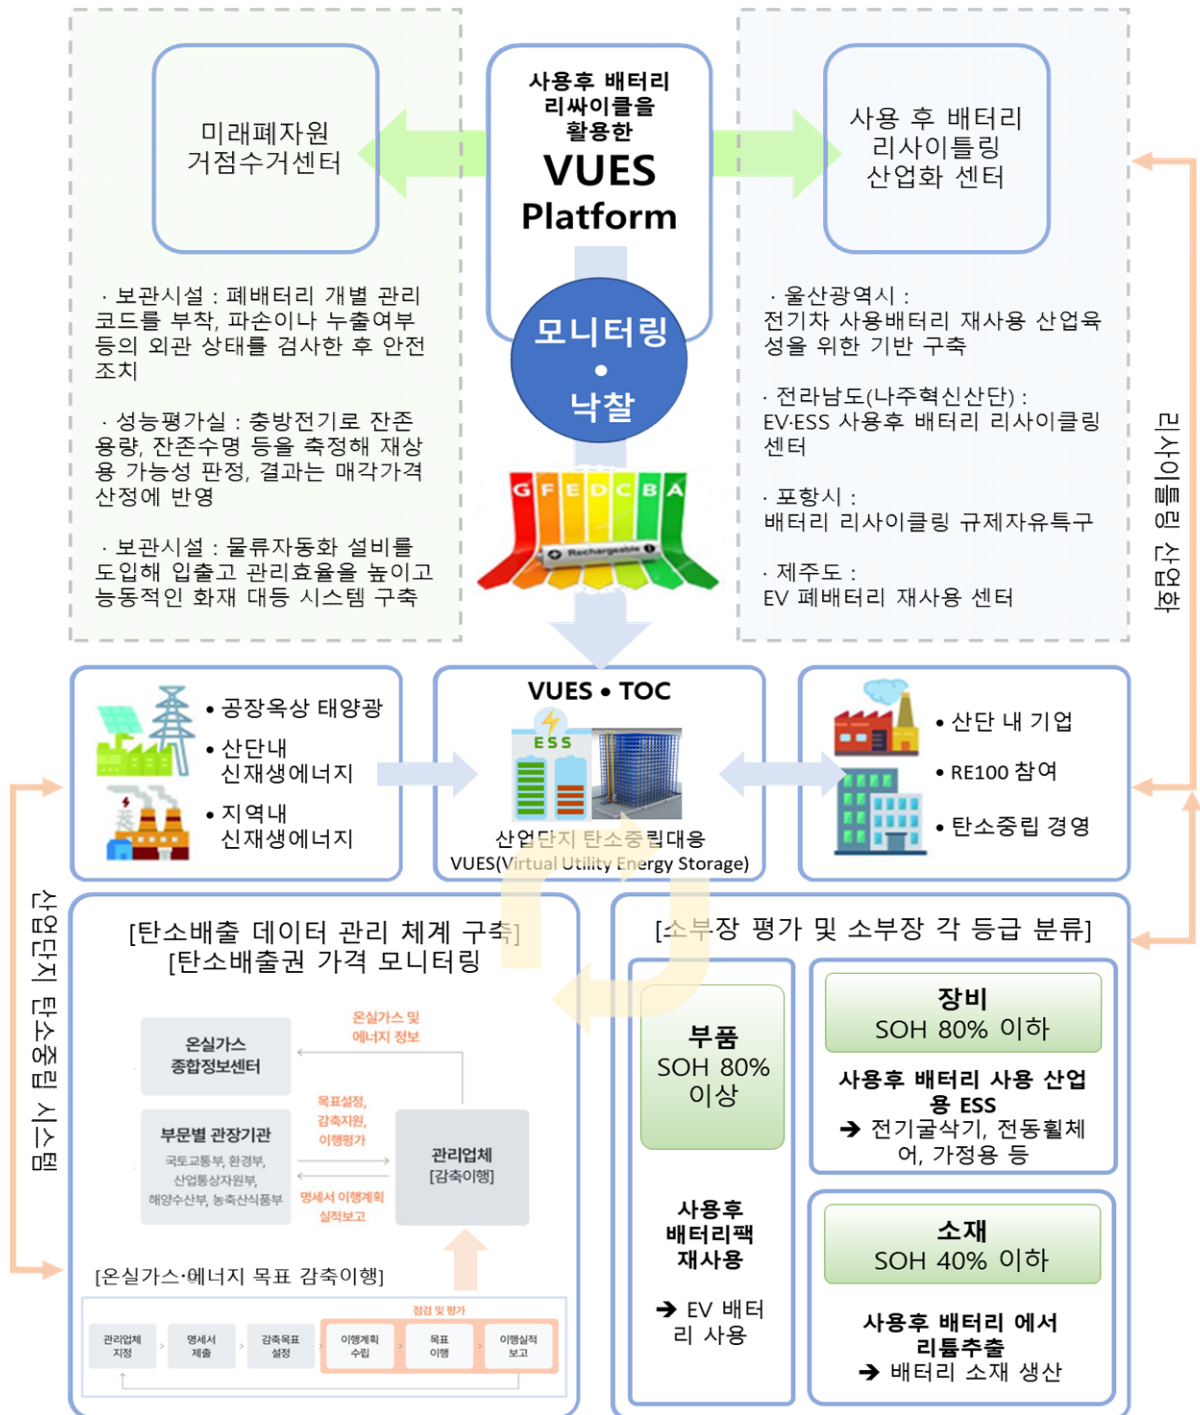 사용후 배터리
리싸이클을
활용한
VUES
Platform
미래폐자원
거점수거센터
사용 후 배터리
리사이틀링
산업화 센터
모니터링
•
낙찰
· 보관시설 : 폐배터리 개별 관리
코드를 부착, 파손이나 누출여부
등의 외관 상태를 검사한 후 안전
조치
· 성능평가실 : 충방전기로 잔존
용량, 잔존수명 등을 축정해 재상
용 가능성 판정, 결과는 매각가격
산정에 반영
· 보관시설 : 물류자동화 설비를
도입해 입출고 관리효율을 높이고
능동적인 화재 대등 시스템 구축
· 울산광역시 :
전기차 사용배터리 재사용 산업육
성을 위한 기반 구축
· 전라남도(나주혁신산단) :
EV·ESS 사용후 배터리 리사이클링
센터
· 포항시 :
배터리 리사이클링 규제자유특구
· 제주도 :
EV 폐배터리 재사용 센터
G F E D C B A
Rechargeable
리사이틀링 산업화
• 공장옥상 태양광
• 산단내
신재생에너지
• 지역내
신재생에너지
VUES • TOC
ESS
산업단지 탄소중립대응
VUES(Virtual Utility Energy Storage)
• 산단 내 기업
• RE100 참여
• 탄소중립 경영
산업단지 탄소중립 시스템
[탄소배출 데이터 관리 체계 구축]
[탄소배출권 가격 모니터링
온실가스
종합정보센터
온실가스 및
에너지 정보
부문별 관장기관
국토교통부, 환경부,
산업통상자원부,
해양수산부, 농축산식품부
목표설정,
감축지원,
이행평가
명세서 이행계획
실적보고
관리업체
[감축이행]
[온실가스·에너지 목표 감축이행]
점검 및 평가
관리업체
지정
명세서
제출
감축목표
설정
이행계획
수립
목표
이행
이행실적
보고
[소부장 평가 및 소부장 각 등급 분류]
부품
SOH 80%
이상
사용후
배터리팩
재사용
➔ EV 배터
리 사용
장비
SOH 80% 이하
사용후 배터리 사용 산업
용 ESS
➔ 전기굴삭기, 전동휠체
어, 가정용 등
소재
SOH 40% 이하
사용후 배터리 에서
리튬추출
➔ 배터리 소재 생산